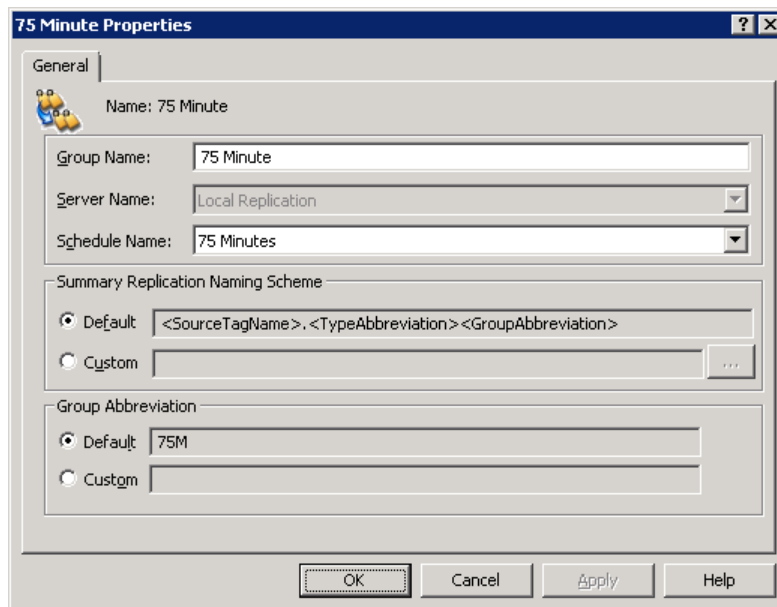 75 Minute Properties
General
Name: 75 Minute
Group Name: 75 Minute
Server Name: Local Replication
Schedule Name: 75 Minutes
Summary Replication Naming Scheme
Default <SourceTagName>.<TypeAbbreviation><GroupAbbreviation>
Custom ...
Group Abbreviation
Default 75M
Custom
OK Cancel Apply Help